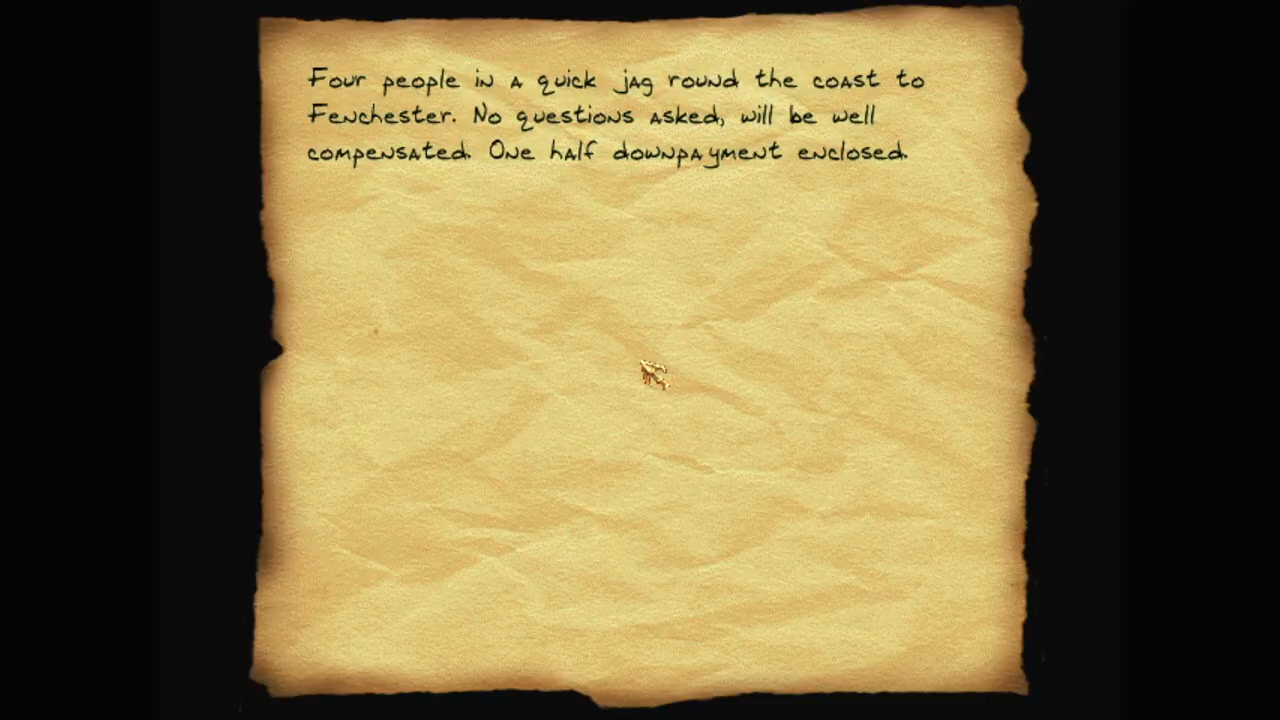 Four people in a quick jag round the coast to
Fenchester. No questions asked, will be well
compensated. One half downpayment enclosed.